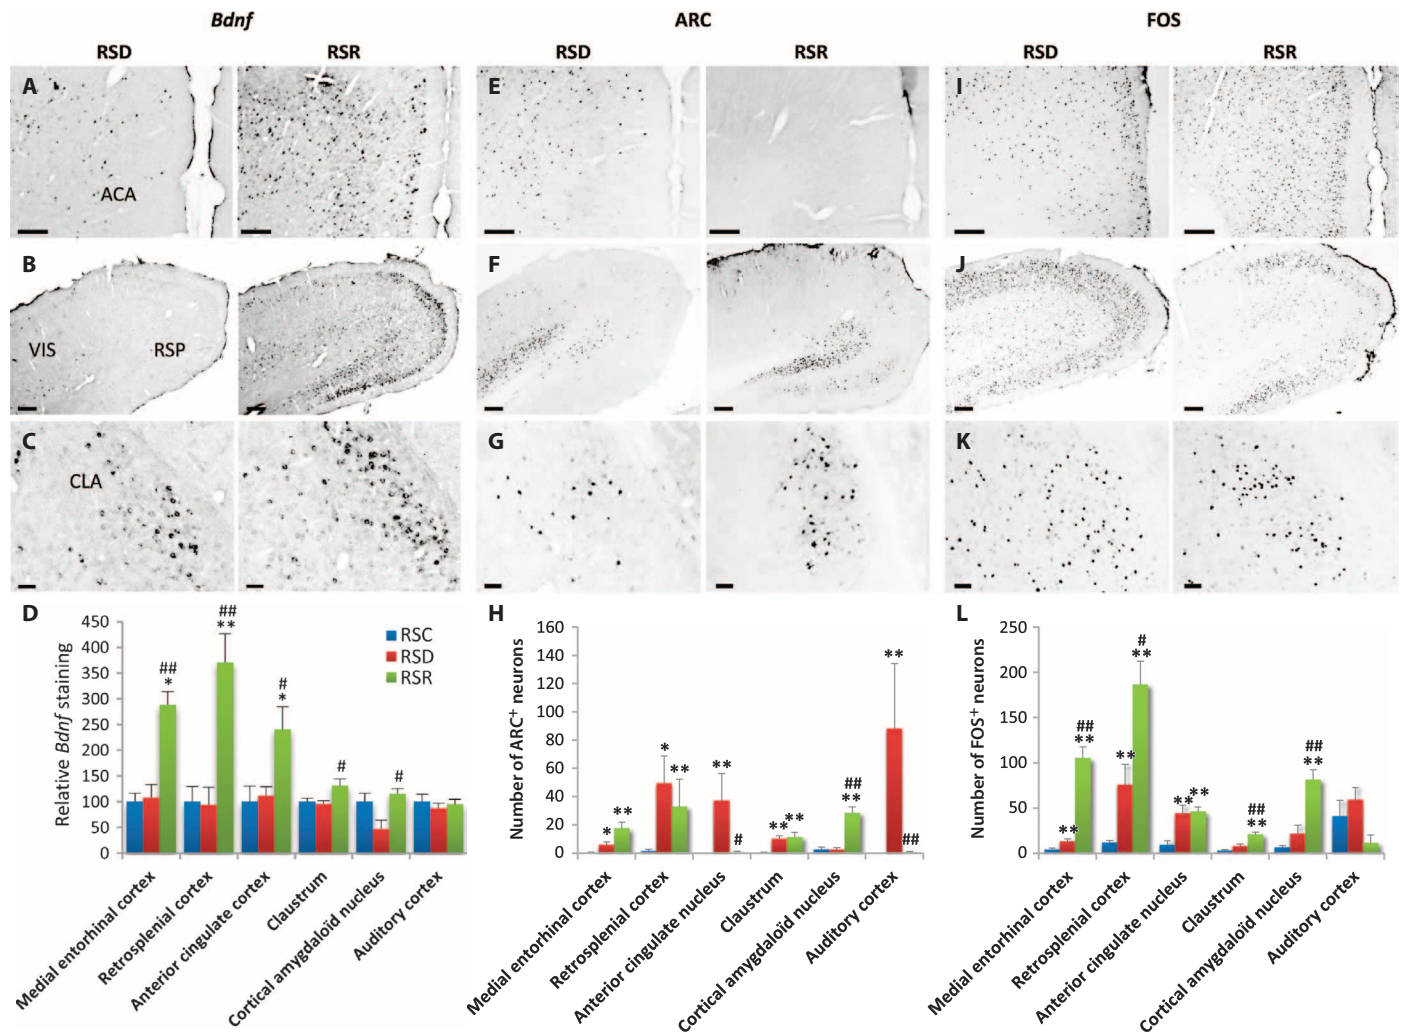 Bdnf ARC FOS
RSD RSR RSD RSR RSD RSR
A E I
ACA
B F J
VIS RSP
C G K
CLA
D
Relative Bdnf staining
450
400
350
300
250
200
150
100
50
0
## *
## **
# *
#
#
RSC
RSD
RSR
Medial entorhinal cortex
Retrosplenial cortex
Anterior cingulate cortex
Claustrum
Cortical amygdaloïd nucleus
Auditory cortex
H
Number of ARC+ neurons
160
140
120
100
80
60
40
20
0
* **
* **
** #
** **
## **
** ##
Medial entorhinal cortex
Retrosplenial cortex
Anterior cingulate nucleus
Claustrum
Cortical amygdaloïd nucleus
Auditory cortex
L
Number of FOS+ neurons
250
200
150
100
50
0
** ## **
** # **
** **
## **
## **
Medial entorhinal cortex
Retrosplenial cortex
Anterior cingulate nucleus
Claustrum
Cortical amygdaloïd nucleus
Auditory cortex